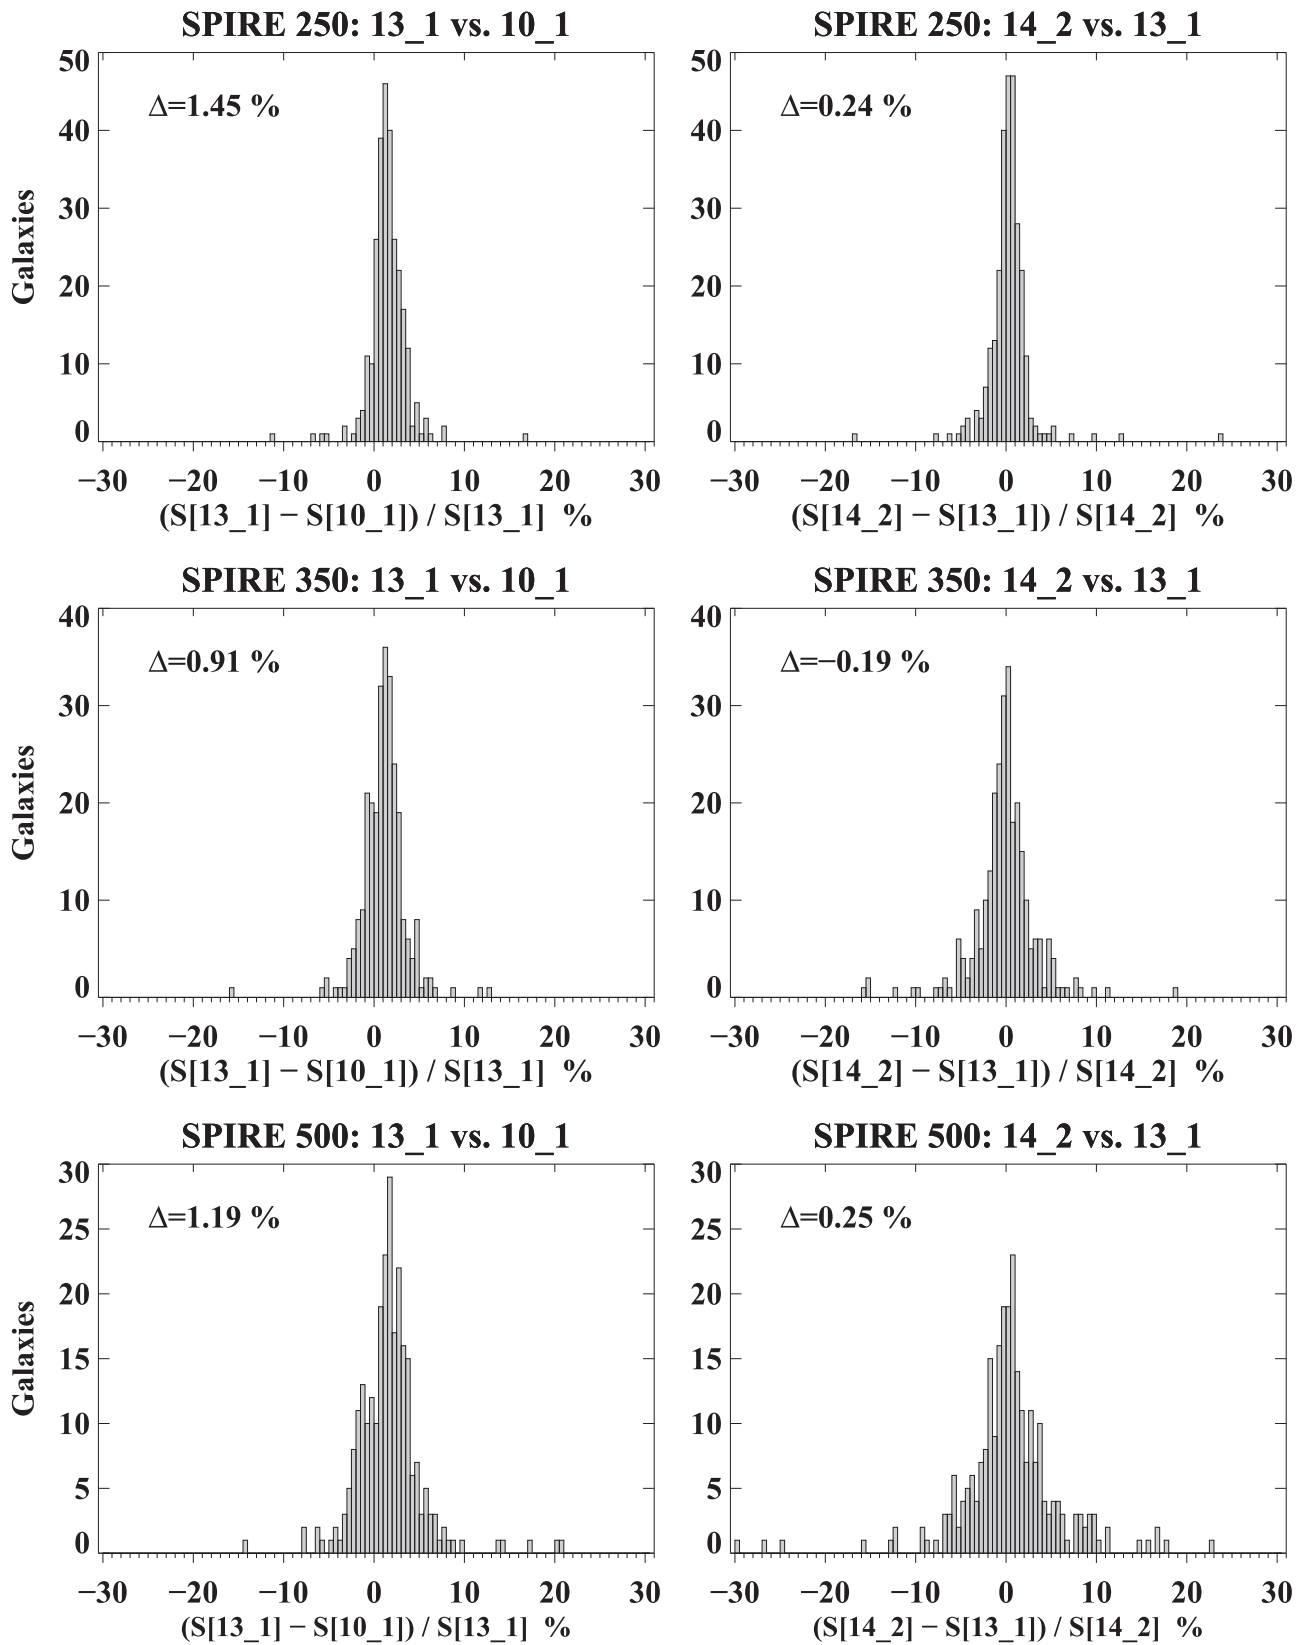 SPIRE 250: 13_1 vs. 10_1
50
40
30
20
10
0
Galaxies
Δ=1.45 %
−30 −20 −10 0 10 20 30
(S[13_1] − S[10_1]) / S[13_1] %
SPIRE 250: 14_2 vs. 13_1
50
40
30
20
10
0
Δ=0.24 %
−30 −20 −10 0 10 20 30
(S[14_2] − S[13_1]) / S[14_2] %
SPIRE 350: 13_1 vs. 10_1
40
30
20
10
0
Galaxies
Δ=0.91 %
−30 −20 −10 0 10 20 30
(S[13_1] − S[10_1]) / S[13_1] %
SPIRE 350: 14_2 vs. 13_1
40
30
20
10
0
Δ=−0.19 %
−30 −20 −10 0 10 20 30
(S[14_2] − S[13_1]) / S[14_2] %
SPIRE 500: 13_1 vs. 10_1
30
25
20
15
10
5
0
Galaxies
Δ=1.19 %
−30 −20 −10 0 10 20 30
(S[13_1] − S[10_1]) / S[13_1] %
SPIRE 500: 14_2 vs. 13_1
30
25
20
15
10
5
0
Δ=0.25 %
−30 −20 −10 0 10 20 30
(S[14_2] − S[13_1]) / S[14_2] %